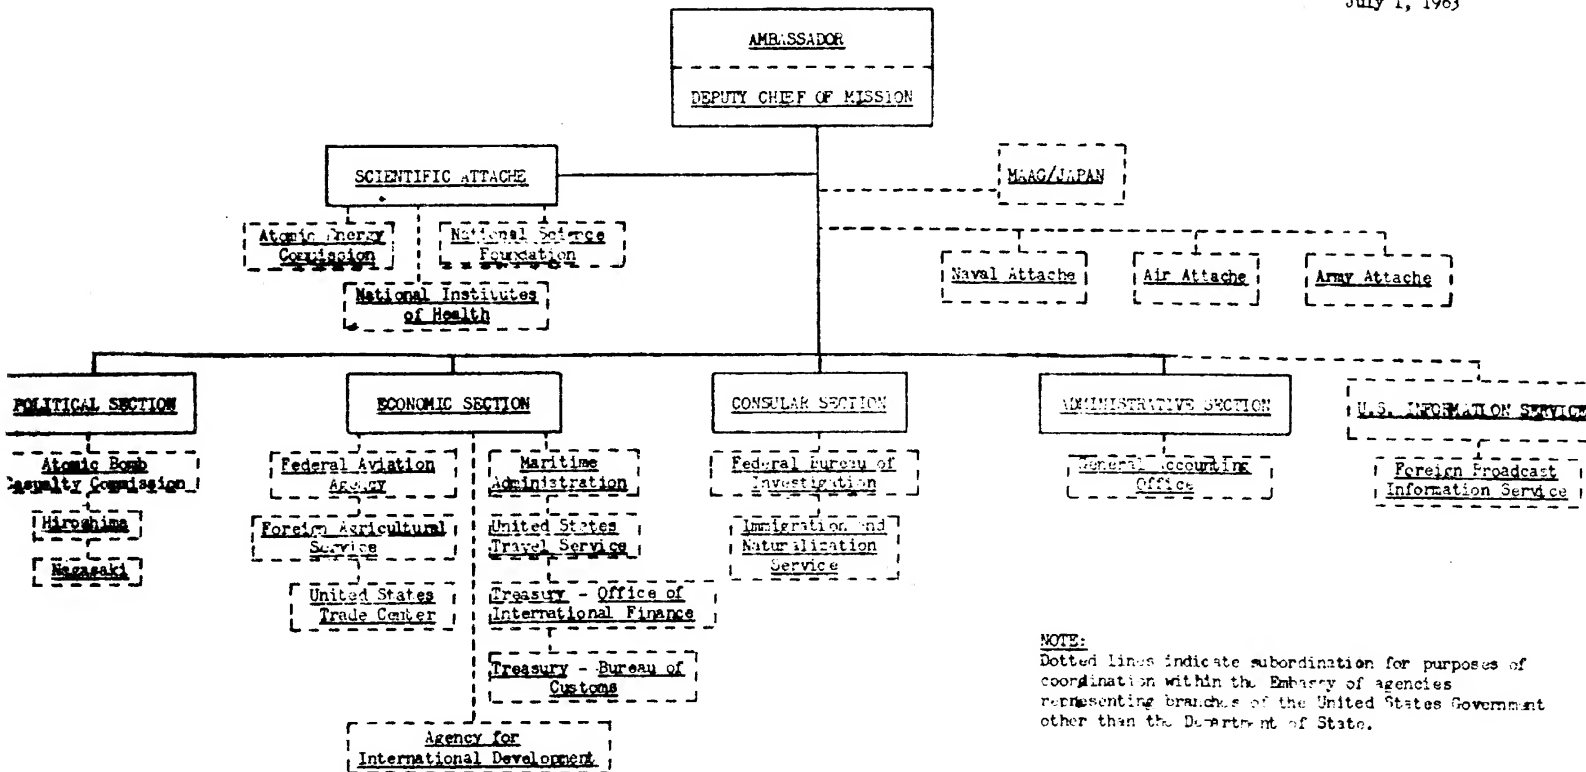 July 1, 1963
AMBASSADOR
DEPUTY CHIEF OF MISSION
SCIENTIFIC ATTACHE
MAAG/JAPAN
Atomic Energy
Commission
National Science
Foundation
National Institutes
of Health
Naval Attache
Air Attache
Army Attache
POLITICAL SECTION
ECONOMIC SECTION
CONSULAR SECTION
ADMINISTRATIVE SECTION
U.S. INFORMATION SERVICE
Atomic Bomb
Casualty Commission
Hiroshima
Nagasaki
Federal Aviation
Agency
Foreign Agricultural
Service
United States
Trade Center
Maritime
Administration
United States
Travel Service
Treasury - Office of
International Finance
Treasury - Bureau of
Customs
Agency for
International Development
Federal Bureau of
Investigation
Immigration and
Naturalization
Service
General Accounting
Office
Foreign Broadcast
Information Service
NOTE:
Dotted lines indicate subordination for purposes of
coordination within the Embassy of agencies
representing branches of the United States Government
other than the Department of State.